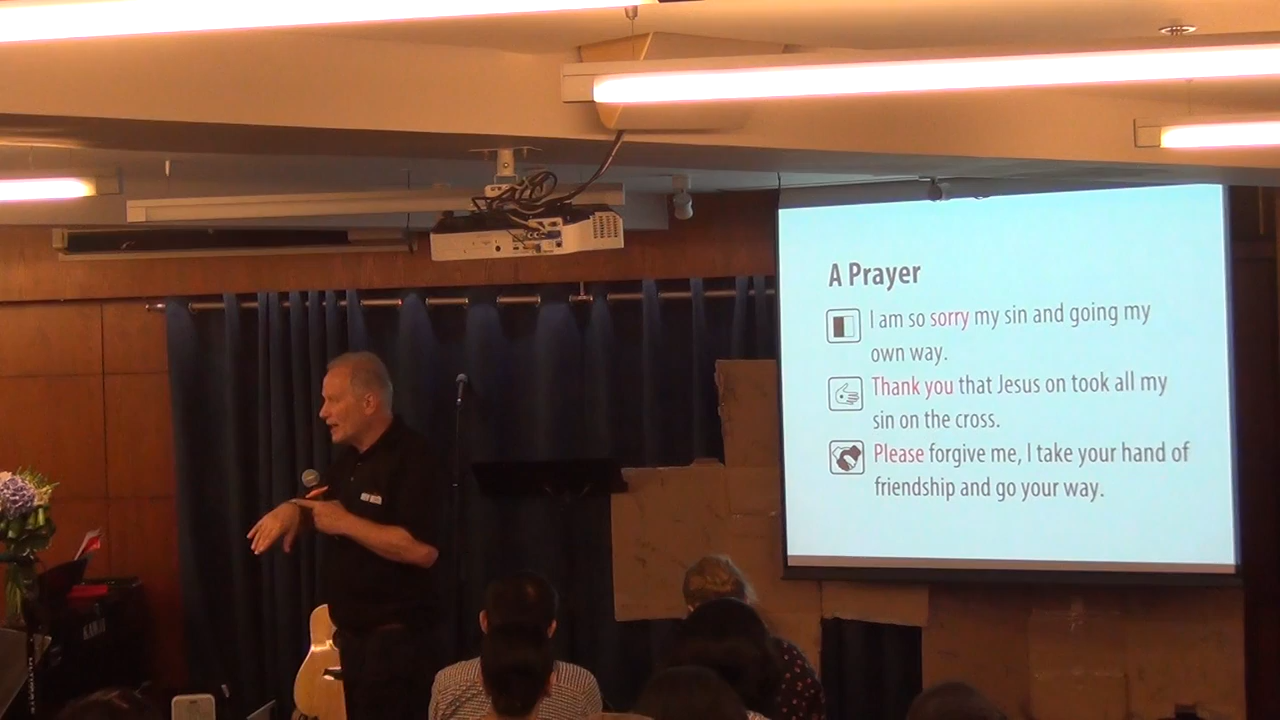 A Prayer
I am so sorry my sin and going my
own way.
Thank you that Jesus on took all my
sin on the cross.
Please forgive me, I take your hand of
friendship and go your way.